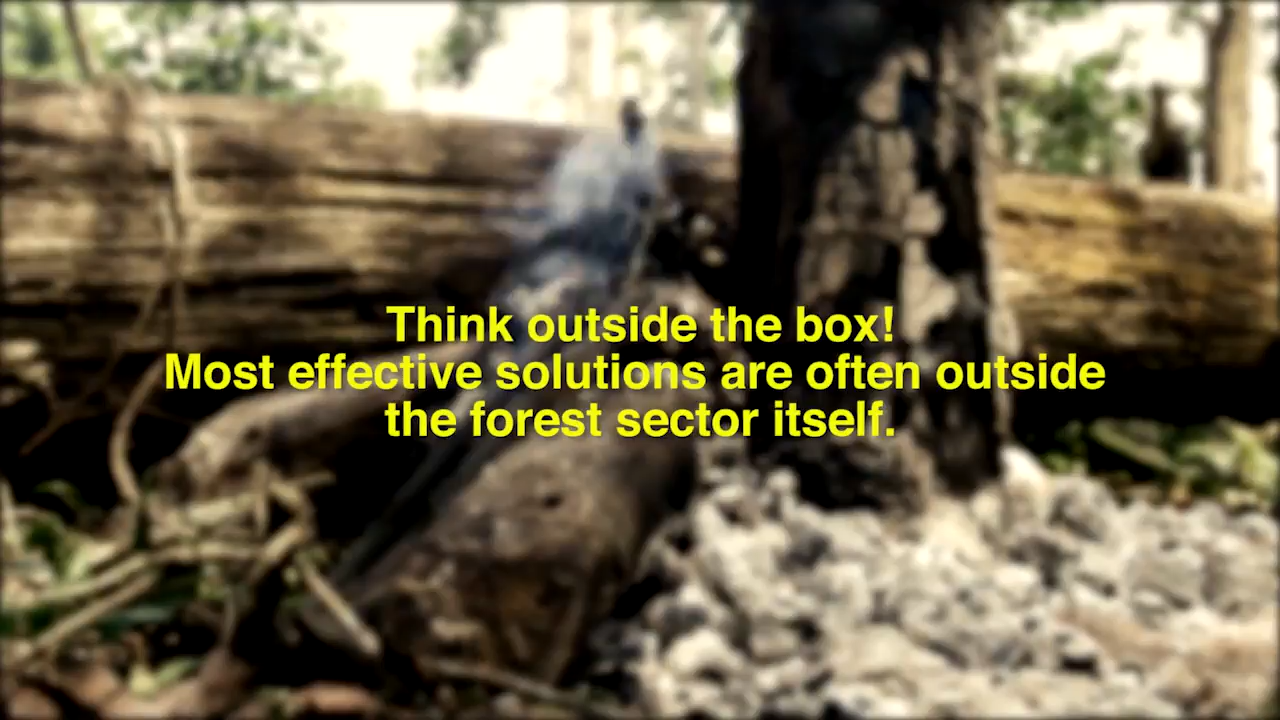 Think outside the box!
Most effective solutions are often outside
the forest sector itself.